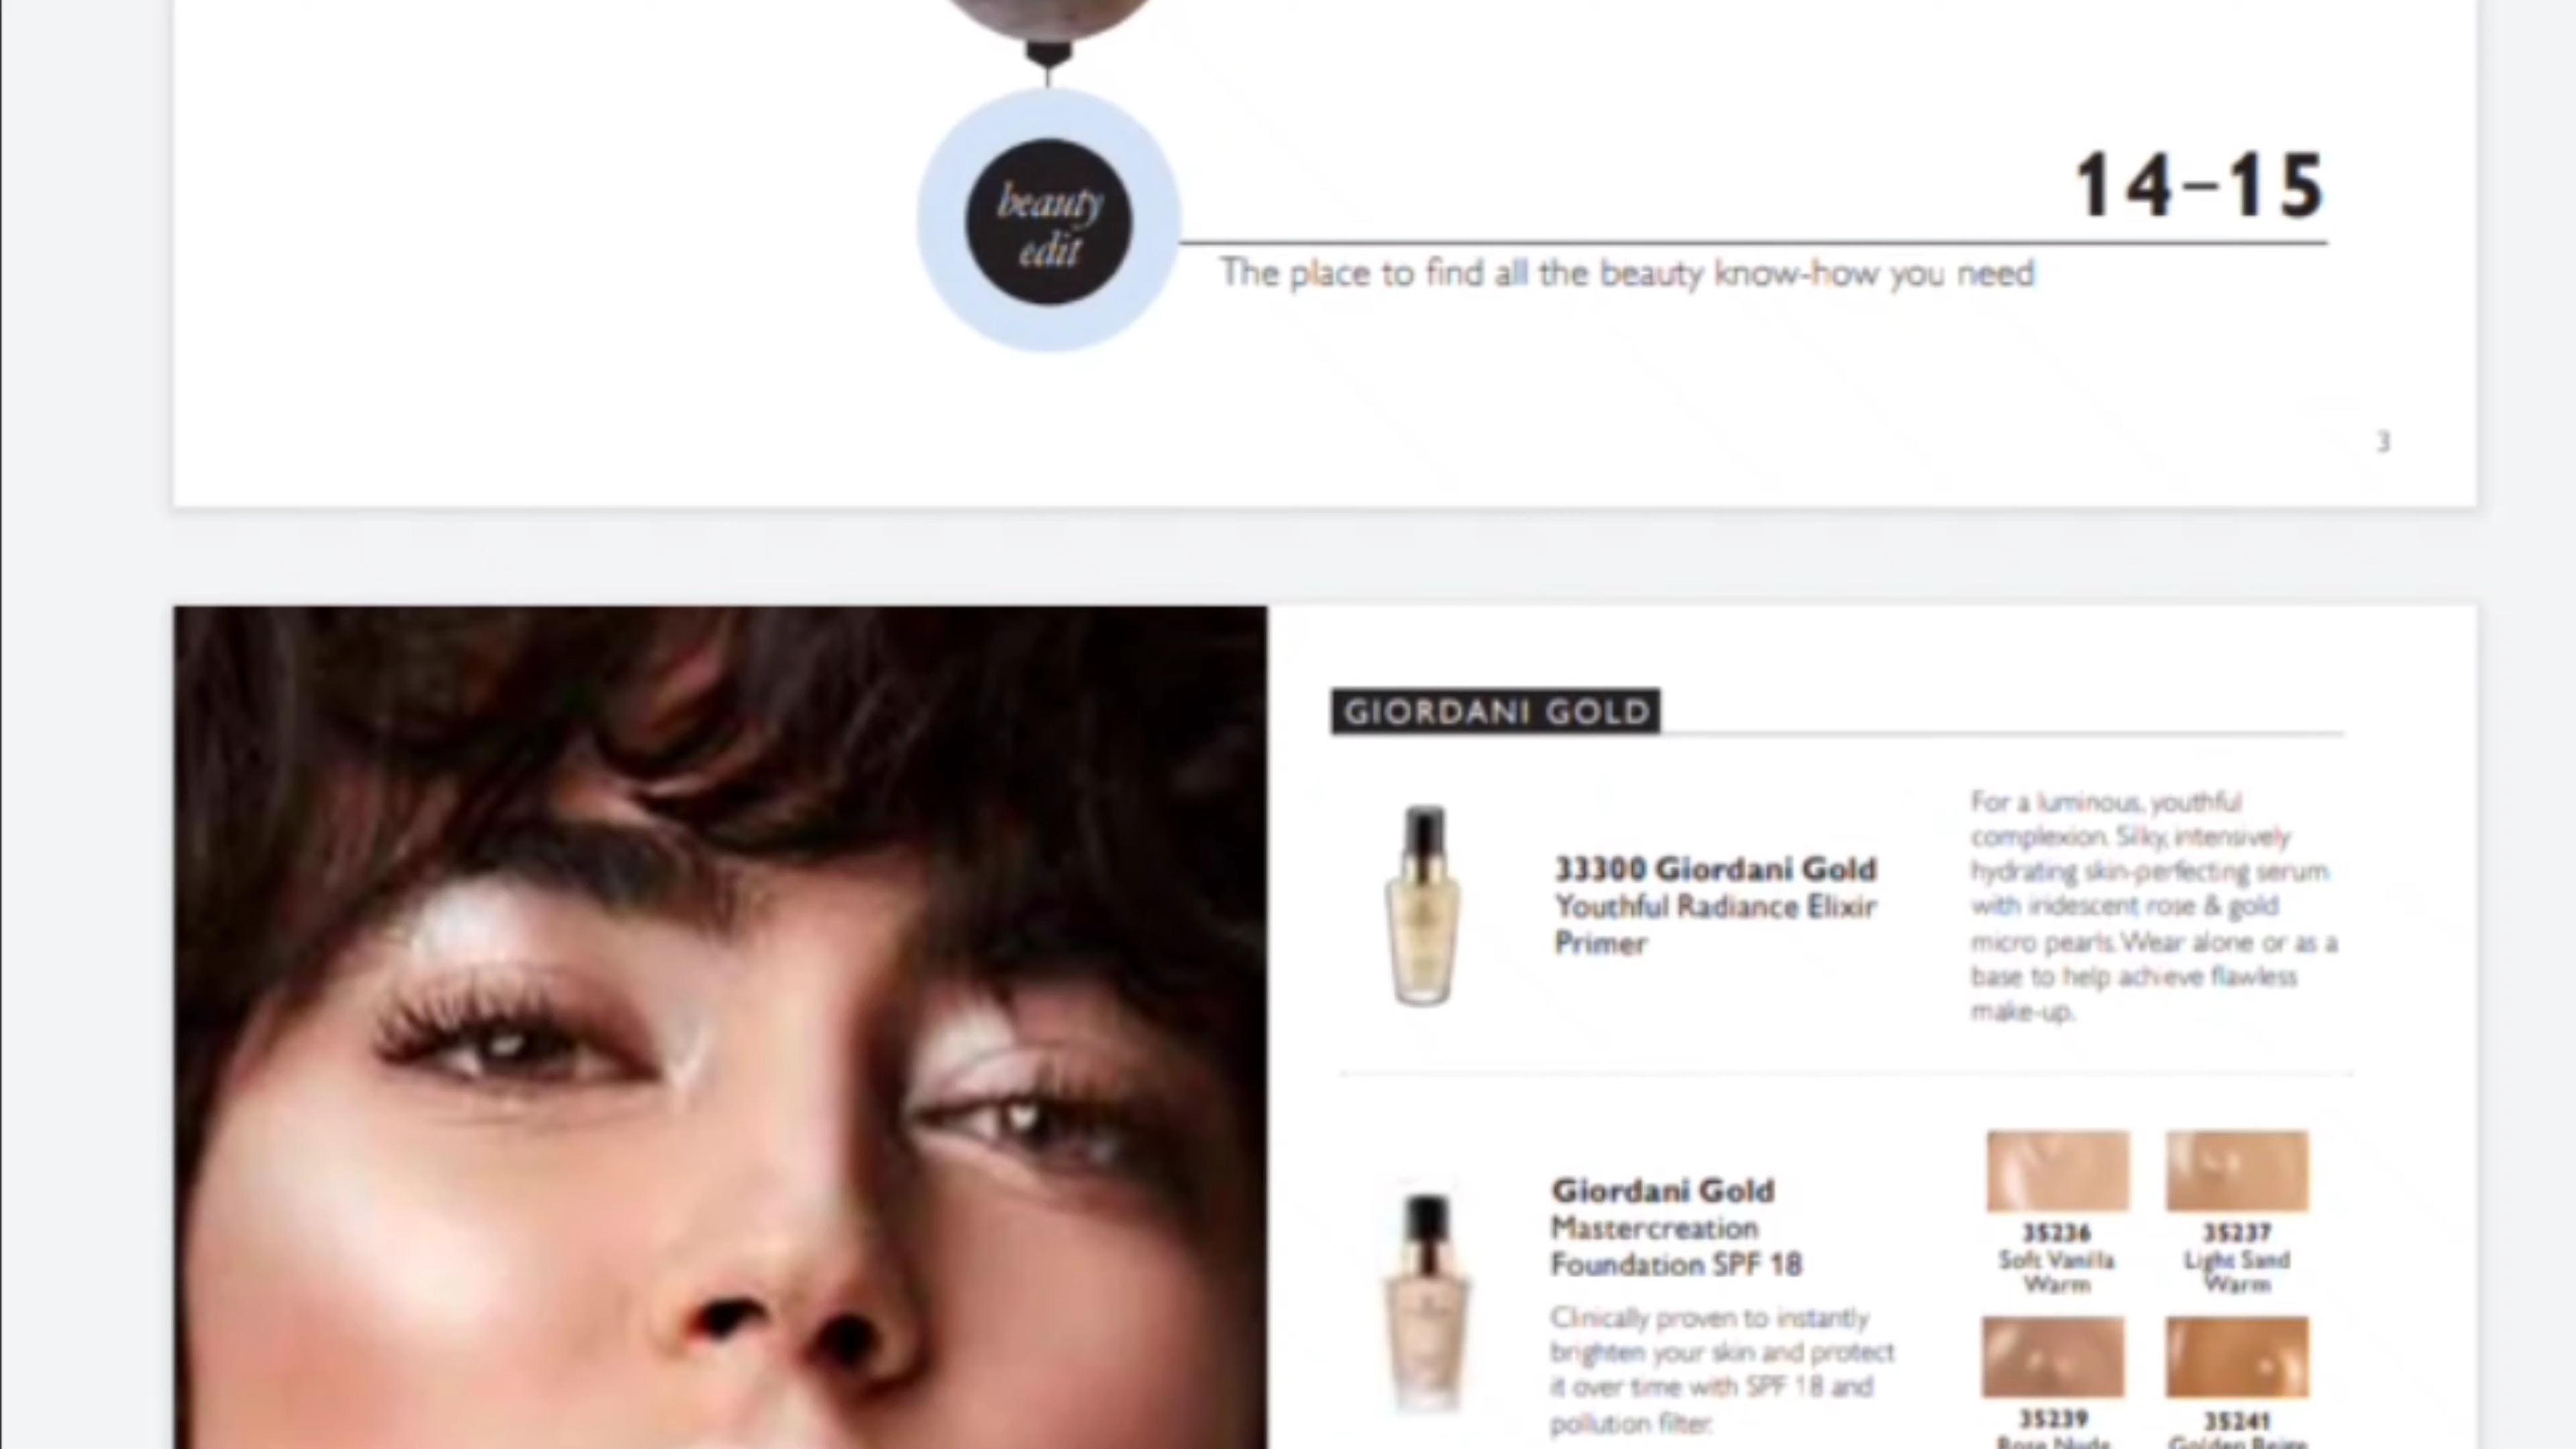 beauty
edit
14–15
The place to find all the beauty know-how you need
3
GIORDANI GOLD
33300 Giordani Gold
Youthful Radiance Elixir
Primer
For a luminous, youthful
complexion. Silky, intensively
hydrating skin-perfecting serum
with iridescent rose & gold
micro pearls. Wear alone or as a
base to help achieve flawless
make-up.
Giordani Gold
Mastercreation
Foundation SPF 18
Clinically proven to instantly
brighten your skin and protect
it over time with SPF 18 and
pollution filter.
35236
Soft Vanilla
Warm
35237
Light Sand
Warm
35239
Rose Nude
35241
Golden Beige